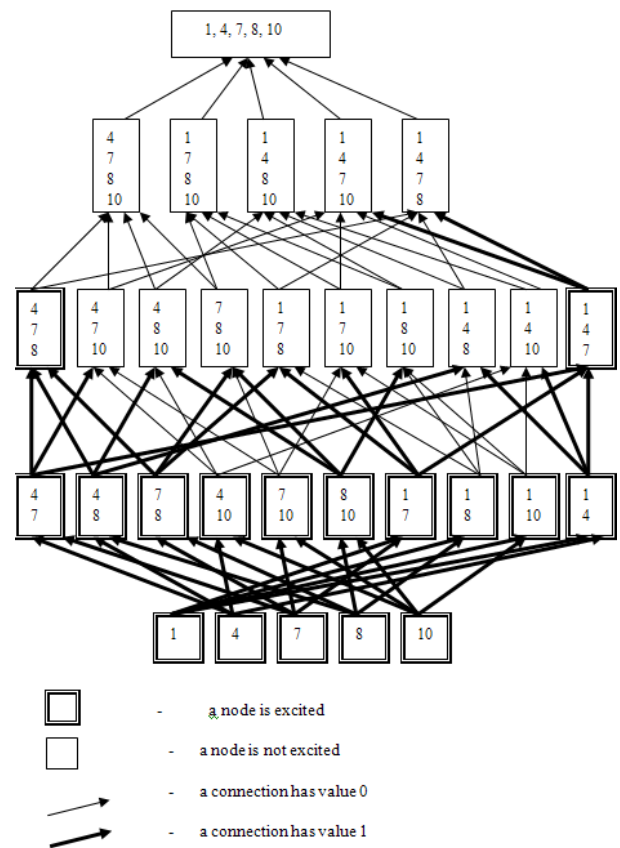 1, 4, 7, 8, 10
4 1 1 1 1
7 7 4 4 4
8 8 8 7 7
10 10 10 10 8
4 4 4 7 1 1 1 1 1 1
7 7 8 8 7 7 8 4 4 4
8 10 10 10 8 10 10 8 10 7
4 4 7 4 7 8 1 1 1 1
7 8 8 10 10 10 7 8 10 4
1 4 7 8 10
- a node is excited
- a node is not excited
- a connection has value 0
- a connection has value 1